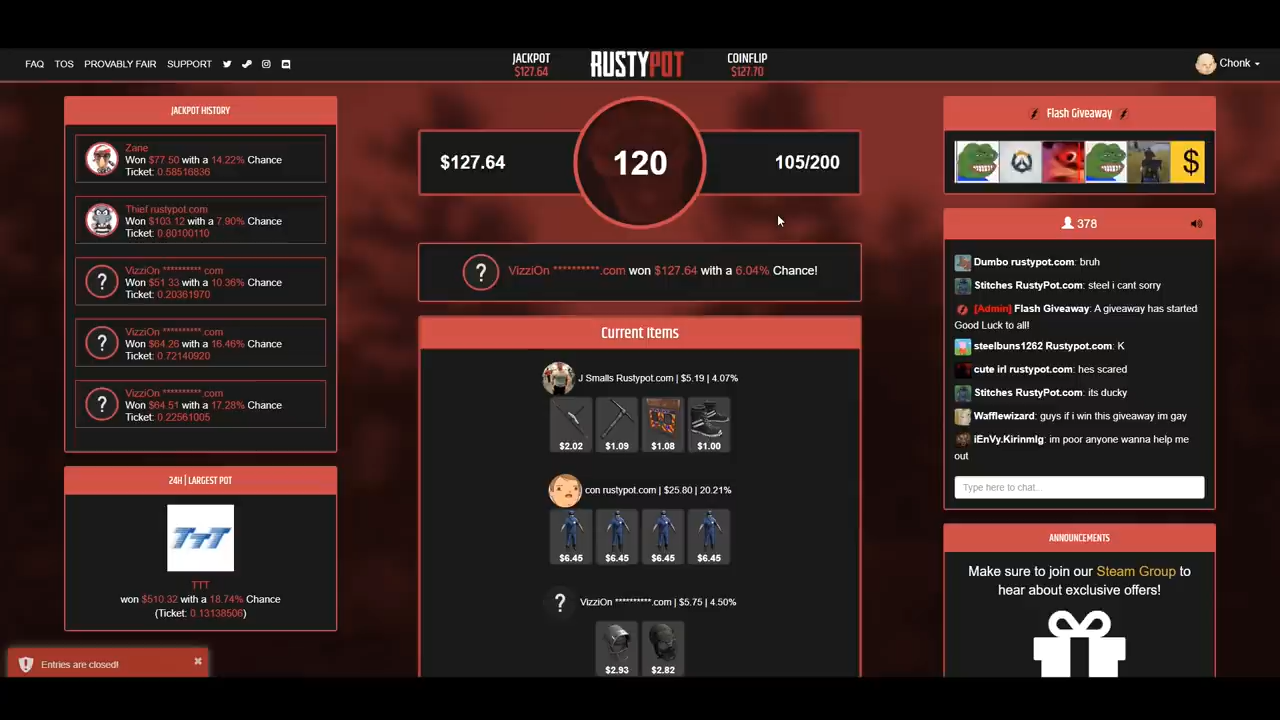 FAQ TOS PROVABLY FAIR SUPPORT
JACKPOT
$127.64
RUSTYPOT
COINFLIP
$127.70
Chonk
JACKPOT HISTORY
Zane
Won $77.50 with a 14.22% Chance
Ticket: 0.58516836
Thief rustypot.com
Won $103.12 with a 7.90% Chance
Ticket: 0.80100110
VizziOn **********.com
Won $51.33 with a 10.36% Chance
Ticket: 0.20361970
VizziOn **********.com
Won $64.26 with a 16.46% Chance
Ticket: 0.72140920
VizziOn **********.com
Won $64.51 with a 17.28% Chance
Ticket: 0.22561005
24H | LARGEST POT
TTT
TTT
won $510.32 with a 18.74% Chance
(Ticket: 0.13138506)
Entries are closed!
$127.64
120
105/200
VizziOn **********.com won $127.64 with a 6.04% Chance!
Current Items
J Smalls Rustypot.com | $5.19 | 4.07%
$2.02 $1.09 $1.08 $1.00
con rustypot.com | $25.80 | 20.21%
$6.45 $6.45 $6.45 $6.45
VizziOn **********.com | $5.75 | 4.50%
$2.93 $2.82
Flash Giveaway
$
378
Dumbo rustypot.com: bruh
Stitches RustyPot.com: steel i cant sorry
[Admin] Flash Giveaway: A giveaway has started
Good Luck to all!
steelbuns1262 Rustypot.com: K
cute irl rustypot.com: hes scared
Stitches RustyPot.com: its ducky
Wafflewizard: guys if i win this giveaway im gay
iEnVy.Kirinmlg: im poor anyone wanna help me
out
Type here to chat...
ANNOUNCEMENTS
Make sure to join our Steam Group to
hear about exclusive offers!